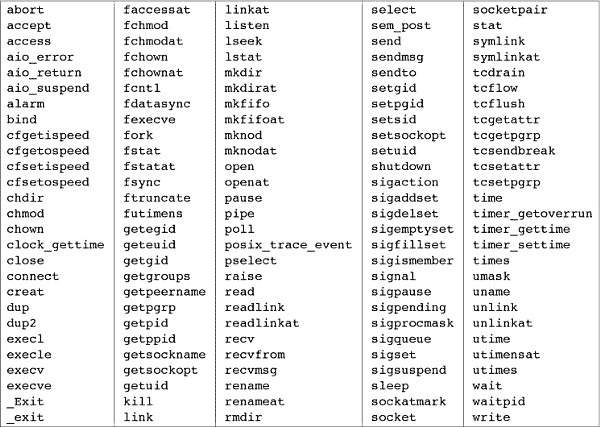 abort
accept
access
aio_error
aio_return
aio_suspend
alarm
bind
cfgetispeed
cfgetospeed
cfsetispeed
cfsetospeed
chdir
chmod
chown
clock_gettime
close
connect
creat
dup
dup2
execl
execle
execv
execve
_Exit
_exit
faccessat
fchmod
fchmodat
fchown
fchownat
fcntl
fdatasync
fexecve
fork
fstat
fstatat
fsync
ftruncate
futimens
getegid
geteuid
getgid
getgroups
getpeername
getpgrp
getpid
getppid
getsockname
getsockopt
getuid
kill
link
linkat
listen
lseek
lstat
mkdir
mkdirat
mkfifo
mkfifoat
mknod
mknodat
open
openat
pause
pipe
poll
posix_trace_event
pselect
raise
read
readlink
readlinkat
recv
recvfrom
recvmsg
rename
renameat
rmdir
select
sem_post
send
sendmsg
sendto
setgid
setpgid
setsid
setsockopt
setuid
shutdown
sigaction
sigaddset
sigdelset
sigemptyset
sigfillset
sigismember
signal
sigpause
sigpending
sigprocmask
sigqueue
sigset
sigsuspend
sleep
sockatmark
socket
socketpair
stat
symlink
symlinkat
tcdrain
tcflow
tcflush
tcgetattr
tcgetpgrp
tcsendbreak
tcsetattr
tcsetpgrp
time
timer_getoverrun
timer_gettime
timer_settime
times
umask
uname
unlink
unlinkat
utime
utimensat
utimes
wait
waitpid
write